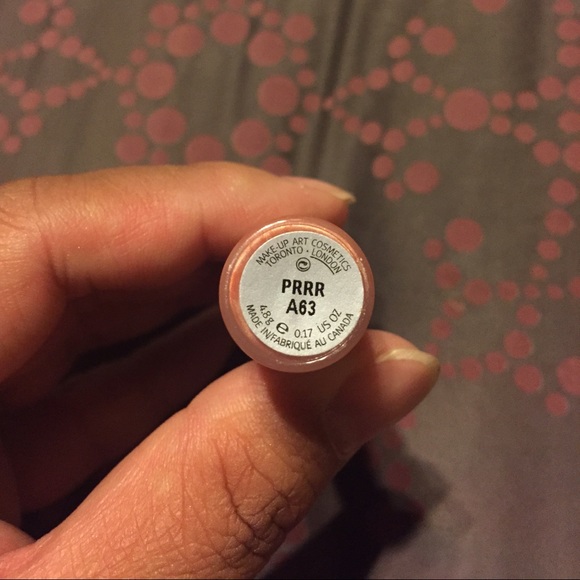 MAKE-UP ART COSMETICS
TORONTO · LONDON
PRRR
A63
4.8 g e 0.17 US OZ
MADE IN/FABRIQUÉ AU CANADA